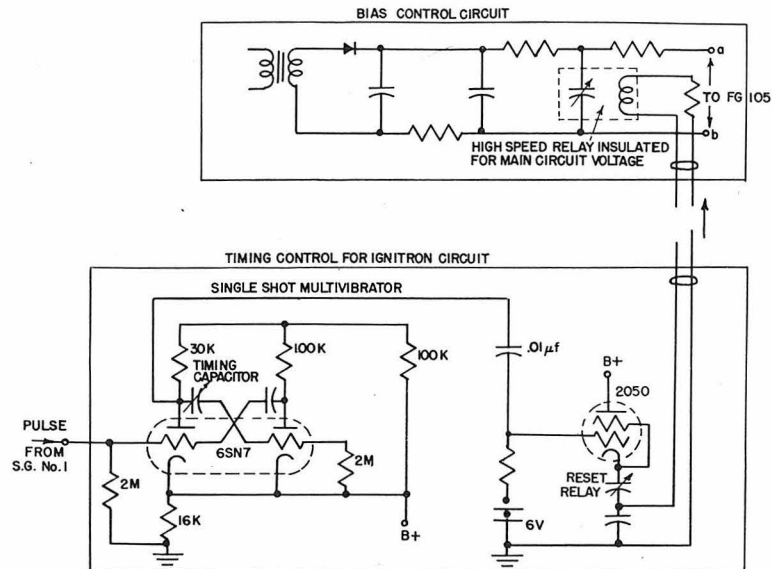 BIAS CONTROL CIRCUIT
a
TO FG 105
b
HIGH SPEED RELAY INSULATED
FOR MAIN CIRCUIT VOLTAGE
TIMING CONTROL FOR IGNITRON CIRCUIT
SINGLE SHOT MULTIVIBRATOR
30K
100K
100K
.01µf
B+
TIMING
CAPACITOR
2050
PULSE
FROM
S.G. No. 1
6SN7
2M
2M
RESET
RELAY
16K
B+
6V